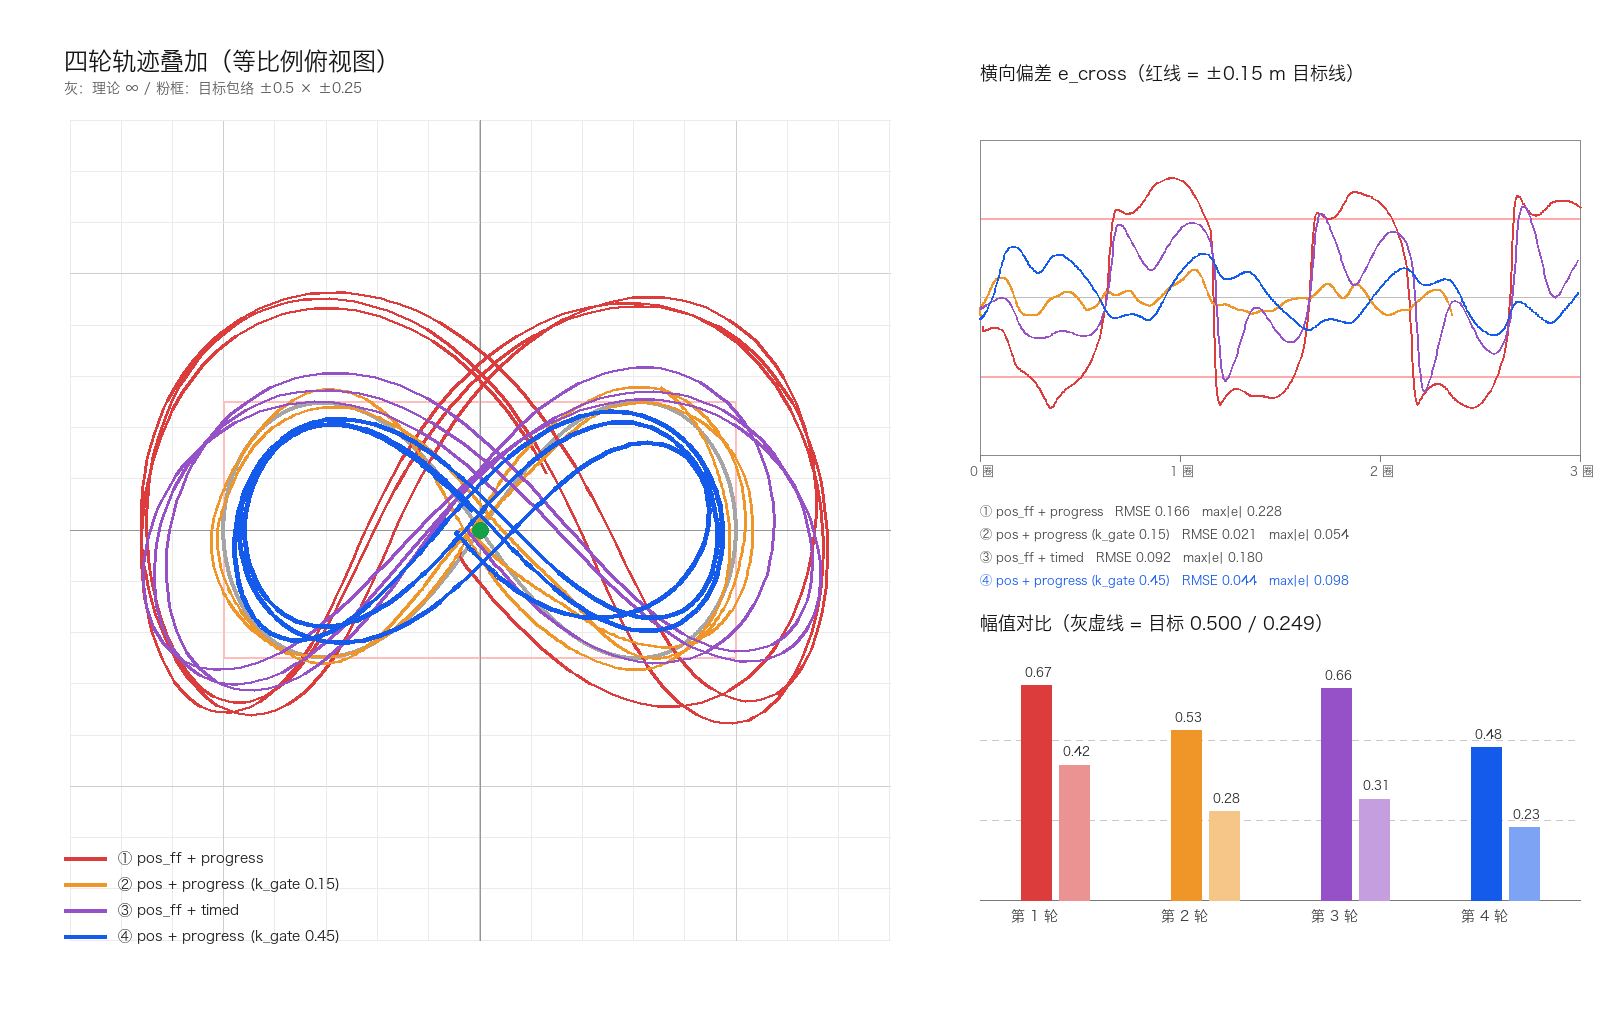 四轮轨迹叠加（等比例俯视图）
灰：理论 ∞ / 粉框：目标包络 ±0.5 × ±0.25
① pos_ff + progress
② pos + progress (k_gate 0.15)
③ pos_ff + timed
④ pos + progress (k_gate 0.45)
横向偏差 e_cross（红线 = ±0.15 m 目标线）
0 圈 1 圈 2 圈 3 圈
① pos_ff + progress RMSE 0.166 max|e| 0.228
② pos + progress (k_gate 0.15) RMSE 0.021 max|e| 0.054
③ pos_ff + timed RMSE 0.092 max|e| 0.180
④ pos + progress (k_gate 0.45) RMSE 0.044 max|e| 0.098
幅值对比（灰虚线 = 目标 0.500 / 0.249）
0.67 0.42 0.53 0.28 0.66 0.31 0.48 0.23
第 1 轮 第 2 轮 第 3 轮 第 4 轮